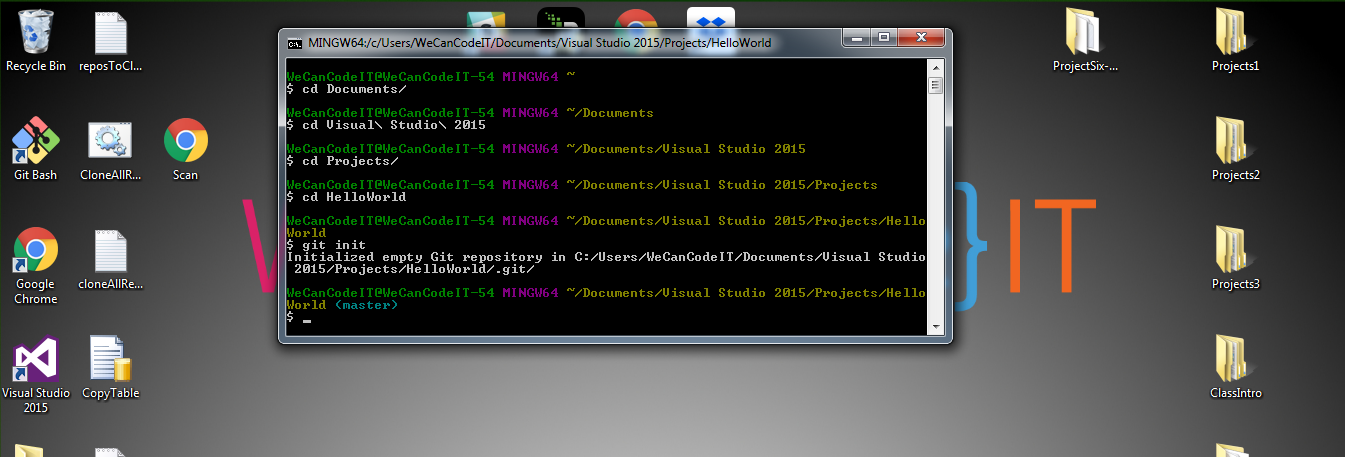 Recycle Bin
reposToCl...
ProjectSix-...
Projects1
MINGW64:/c/Users/WeCanCodeIT/Documents/Visual Studio 2015/Projects/HelloWorld
WeCanCodeIT@WeCanCodeIT-54 MINGW64 ~
$ cd Documents/
WeCanCodeIT@WeCanCodeIT-54 MINGW64 ~/Documents
$ cd Visual\ Studio\ 2015
WeCanCodeIT@WeCanCodeIT-54 MINGW64 ~/Documents/Visual Studio 2015
$ cd Projects/
WeCanCodeIT@WeCanCodeIT-54 MINGW64 ~/Documents/Visual Studio 2015/Projects
$ cd HelloWorld
WeCanCodeIT@WeCanCodeIT-54 MINGW64 ~/Documents/Visual Studio 2015/Projects/Hello
World
$ git init
Initialized empty Git repository in C:/Users/WeCanCodeIT/Documents/Visual Studio
 2015/Projects/HelloWorld/.git/
WeCanCodeIT@WeCanCodeIT-54 MINGW64 ~/Documents/Visual Studio 2015/Projects/Hello
World (master)
$
Git Bash
CloneAllR...
Scan
Projects2
}IT
Google
Chrome
cloneAllRe...
Projects3
Visual Studio
2015
CopyTable
ClassIntro